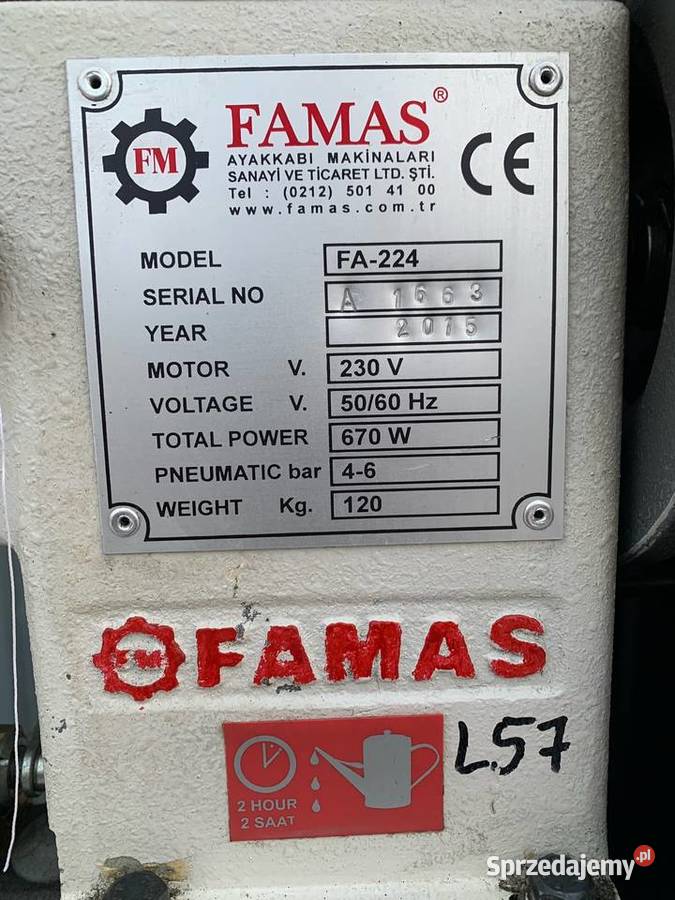 FM
FAMAS®
AYAKKABI MAKİNALARI
SANAYİ VE TİCARET LTD. ŞTİ.
Tel : (0212) 501 41 00
www.famas.com.tr
CE
MODEL FA-224
SERIAL NO A 1663
YEAR 2015
MOTOR V. 230 V
VOLTAGE V. 50/60 Hz
TOTAL POWER 670 W
PNEUMATIC bar 4-6
WEIGHT Kg. 120
FM FAMAS
2 HOUR
2 SAAT
L57
Sprzedajemy.pl